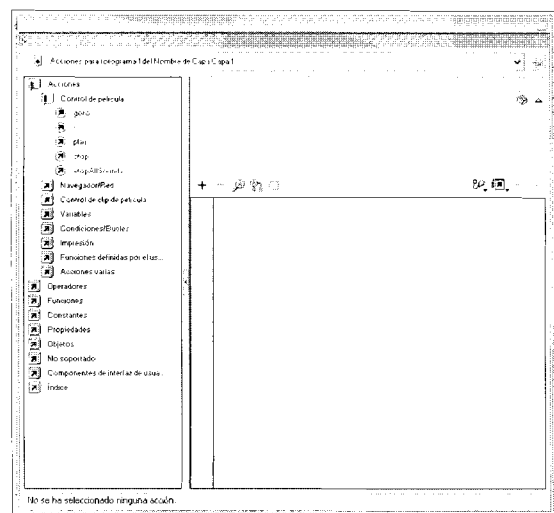 Acciones para fotograma 1 del Nombre de Capa: Capa 1
Acciones
Control de película
goto
play
stop
stopAllSounds
Navegador/Red
Control de clip de película
Variables
Condiciones/Bucles
Impresión
Funciones definidas por el us...
Acciones varias
Operadores
Funciones
Constantes
Propiedades
Objetos
No soportado
Componentes de interfaz de usua...
Índice
No se ha seleccionado ninguna acción.